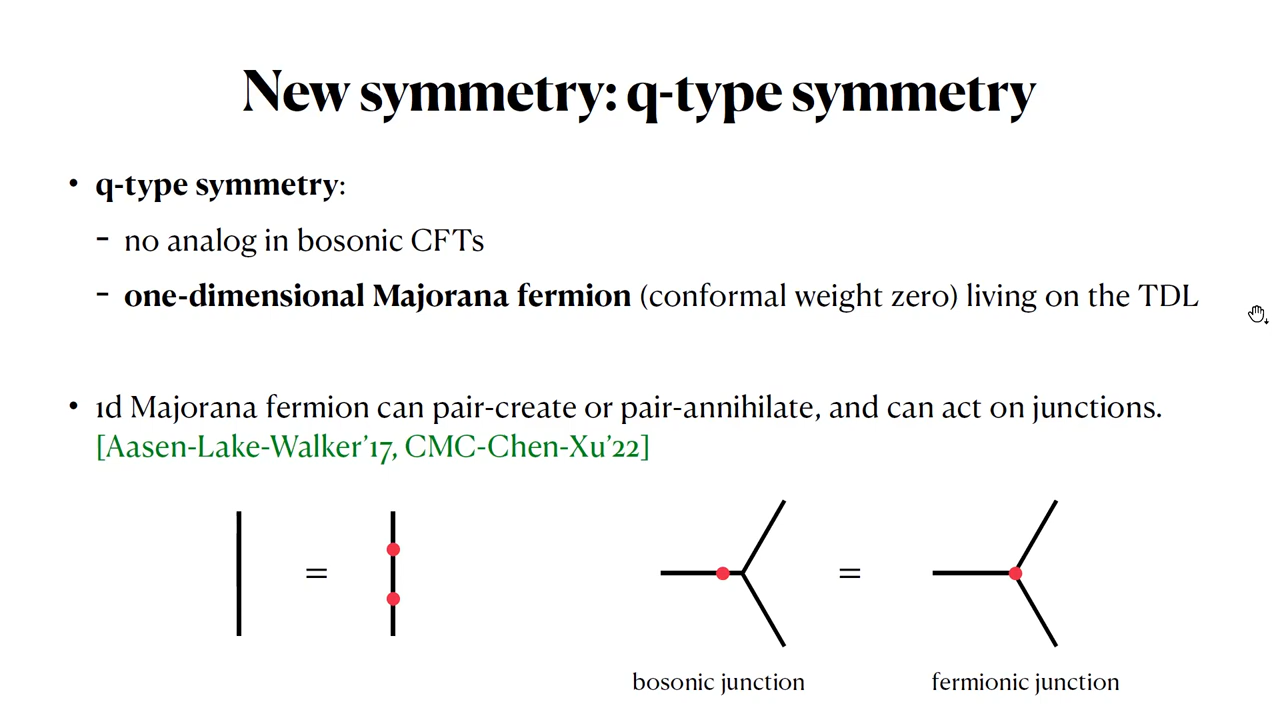 New symmetry: q-type symmetry
• q-type symmetry:
– no analog in bosonic CFTs
– one-dimensional Majorana fermion (conformal weight zero) living on the TDL
• 1d Majorana fermion can pair-create or pair-annihilate, and can act on junctions.
[Aasen-Lake-Walker’17, CMC-Chen-Xu’22]
= =
bosonic junction fermionic junction